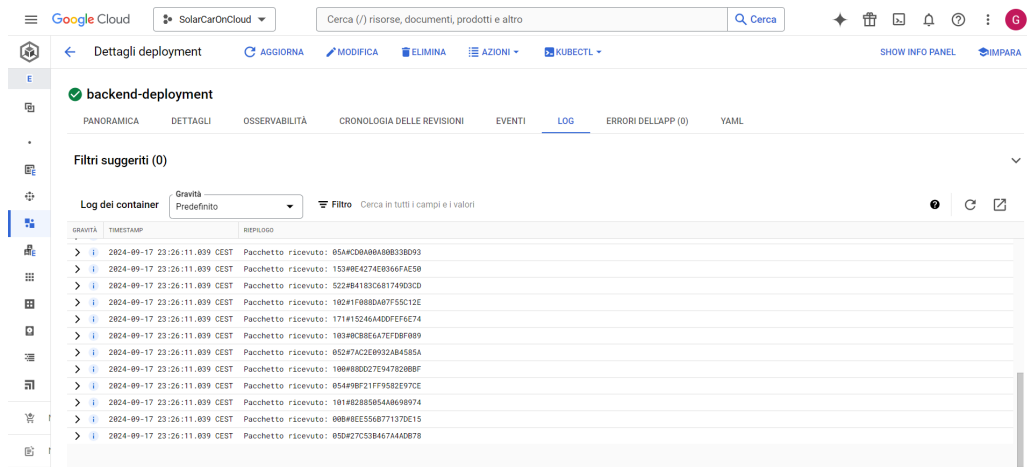 Google Cloud
SolarCarOnCloud
Cerca (/) risorse, documenti, prodotti e altro
Cerca
G
Dettagli deployment
AGGIORNA
MODIFICA
ELIMINA
AZIONI
KUBECTL
SHOW INFO PANEL
IMPARA
E
backend-deployment
PANORAMICA
DETTAGLI
OSSERVABILITÀ
CRONOLOGIA DELLE REVISIONI
EVENTI
LOG
ERRORI DELL'APP (0)
YAML
Filtri suggeriti (0)
Log dei container
Gravità
Predefinito
Filtro Cerca in tutti i campi e i valori
GRAVITÀ TIMESTAMP RIEPILOGO
2024-09-17 23:26:11.039 CEST Pacchetto ricevuto: 05A#CD0A00A80B33BD93
2024-09-17 23:26:11.039 CEST Pacchetto ricevuto: 153#0E4274E0366FAE50
2024-09-17 23:26:11.039 CEST Pacchetto ricevuto: 522#B4183C681749D3CD
2024-09-17 23:26:11.039 CEST Pacchetto ricevuto: 102#1F088DA07F55C12E
2024-09-17 23:26:11.039 CEST Pacchetto ricevuto: 171#15246A4DDFEF6E74
2024-09-17 23:26:11.039 CEST Pacchetto ricevuto: 103#0CB8E6A7EFDBF089
2024-09-17 23:26:11.039 CEST Pacchetto ricevuto: 052#7AC2E0932AB4585A
2024-09-17 23:26:11.039 CEST Pacchetto ricevuto: 100#88DD27E947820BBF
2024-09-17 23:26:11.039 CEST Pacchetto ricevuto: 054#9BF21FF9582E97CE
2024-09-17 23:26:11.039 CEST Pacchetto ricevuto: 101#82885054A0698974
2024-09-17 23:26:11.039 CEST Pacchetto ricevuto: 00B#8EE556B77137DE15
2024-09-17 23:26:11.039 CEST Pacchetto ricevuto: 05D#27C53B467A4ADB78